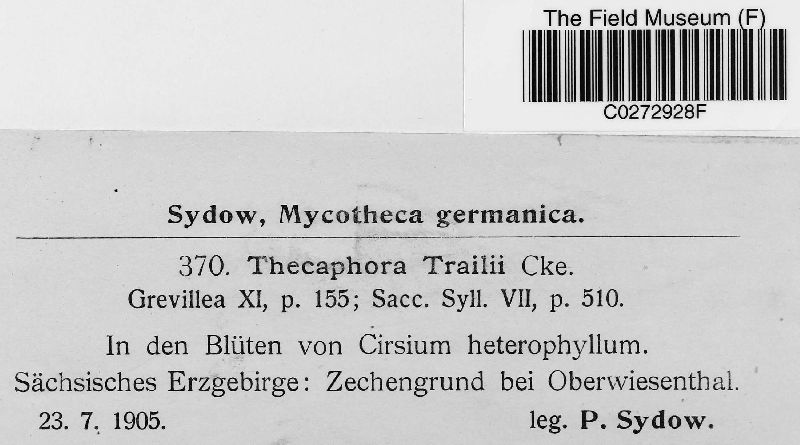 The Field Museum (F)
C0272928F
Sydow, Mycotheca germanica.
370. Thecaphora Trailii Cke.
Grevillea XI, p. 155; Sacc. Syll. VII, p. 510.
In den Blüten von Cirsium heterophyllum.
Sächsisches Erzgebirge: Zechengrund bei Oberwiesenthal.
23. 7. 1905. leg. P. Sydow.